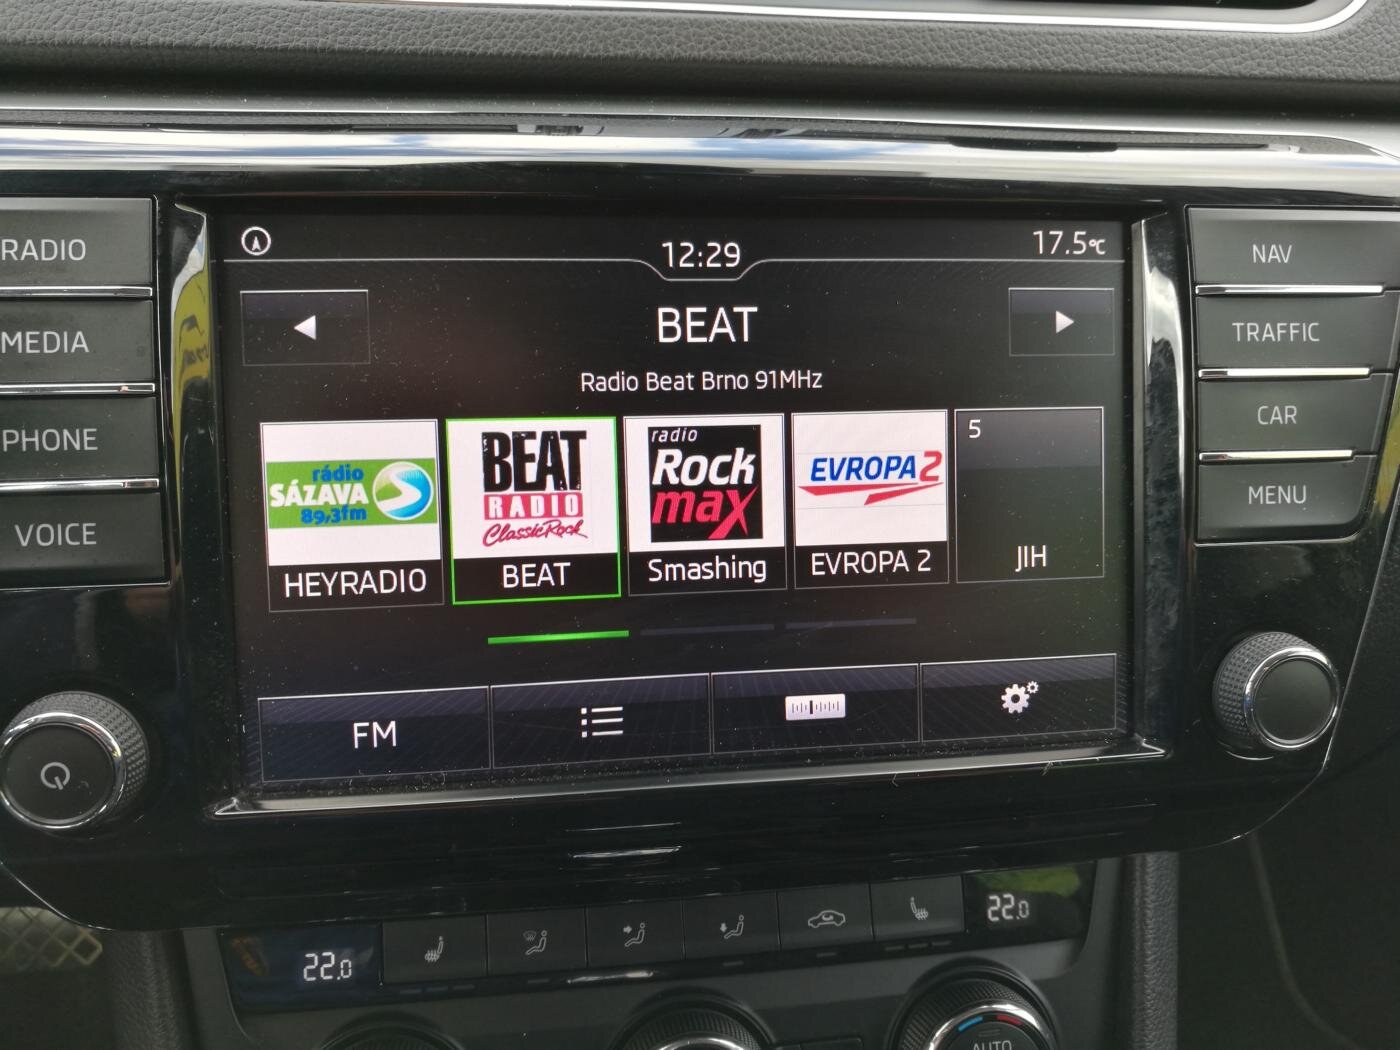 RADIO
MEDIA
PHONE
VOICE
12:29
17.5°C
BEAT
Radio Beat Brno 91MHz
rádio
SÁZAVA
89,3fm
HEYRADIO
BEAT
RADIO
ClassicRock
BEAT
radio
Rock
max
Smashing
EVROPA 2
EVROPA 2
5
JIH
FM
NAV
TRAFFIC
CAR
MENU
22.0
22.0
AUTO